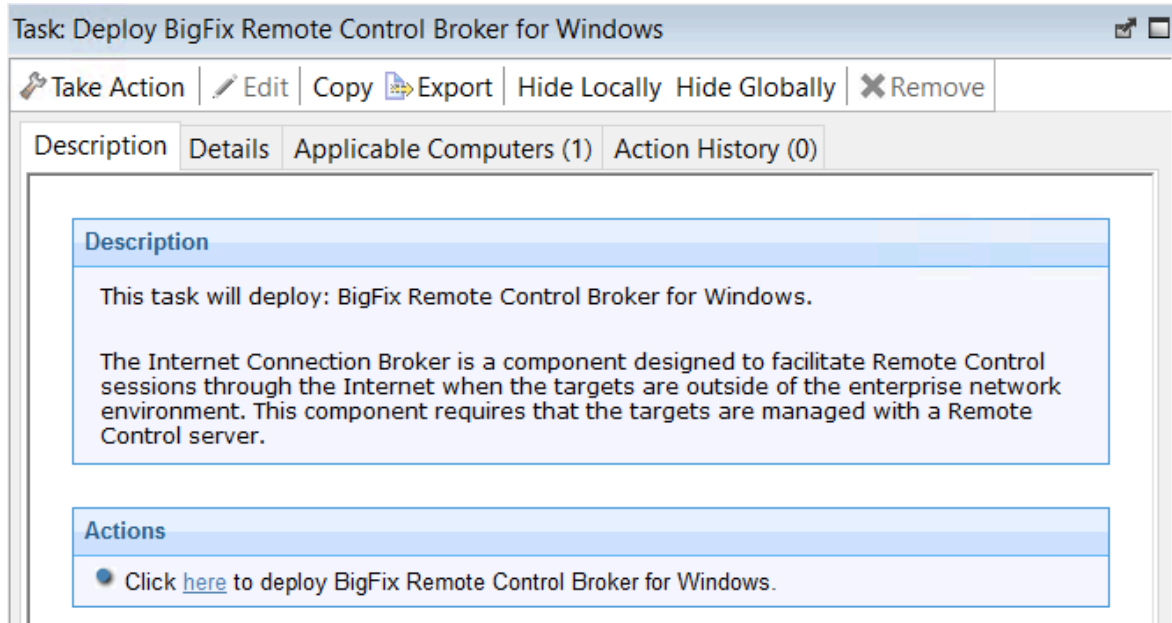 Task: Deploy BigFix Remote Control Broker for Windows
Take Action Edit Copy Export Hide Locally Hide Globally Remove
Description Details Applicable Computers (1) Action History (0)
Description
This task will deploy: BigFix Remote Control Broker for Windows.
The Internet Connection Broker is a component designed to facilitate Remote Control
sessions through the Internet when the targets are outside of the enterprise network
environment. This component requires that the targets are managed with a Remote
Control server.
Actions
Click here to deploy BigFix Remote Control Broker for Windows.